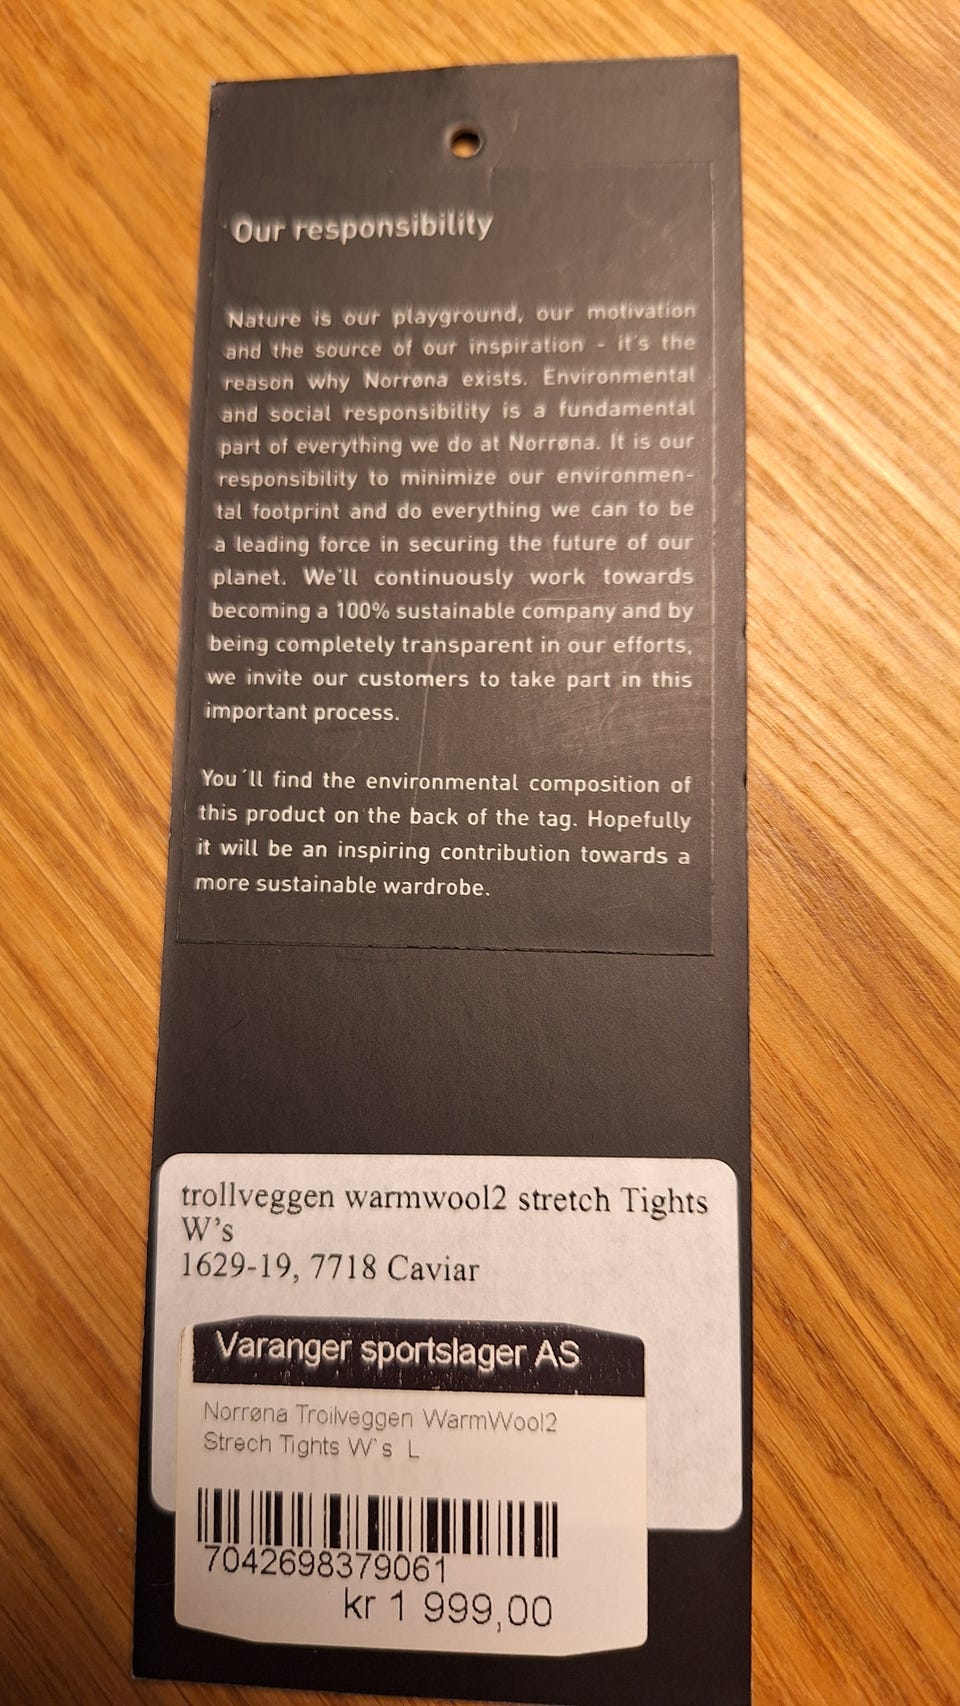 Our responsibility
Nature is our playground, our motivation
and the source of our inspiration - it's the
reason why Norrøna exists. Environmental
and social responsibility is a fundamental
part of everything we do at Norrøna. It is our
responsibility to minimize our environmen-
tal footprint and do everything we can to be
a leading force in securing the future of our
planet. We'll continuously work towards
becoming a 100% sustainable company and by
being completely transparent in our efforts,
we invite our customers to take part in this
important process.
You´ll find the environmental composition of
this product on the back of the tag. Hopefully
it will be an inspiring contribution towards a
more sustainable wardrobe.
trollveggen warmwool2 stretch Tights
W's
1629-19, 7718 Caviar
Varanger sportslager AS
Norrøna Troilveggen WarmWool2
Strech Tights W`s L
7042698379061
kr 1 999,00